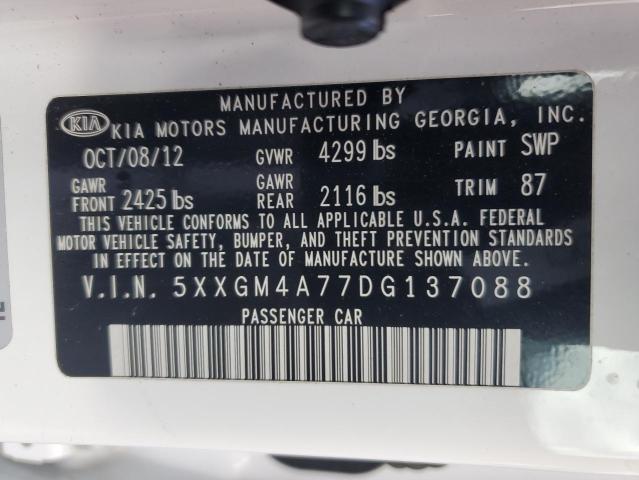 MANUFACTURED BY
KIA KIA MOTORS MANUFACTURING GEORGIA, INC.
OCT/08/12 GVWR 4299 lbs PAINT SWP
GAWR FRONT 2425 lbs GAWR REAR 2116 lbs TRIM 87
THIS VEHICLE CONFORMS TO ALL APPLICABLE U.S.A. FEDERAL
MOTOR VEHICLE SAFETY, BUMPER, AND THEFT PREVENTION STANDARDS
IN EFFECT ON THE DATE OF MANUFACTURE SHOWN ABOVE.
V.I.N. 5XXGM4A77DG137088
PASSENGER CAR